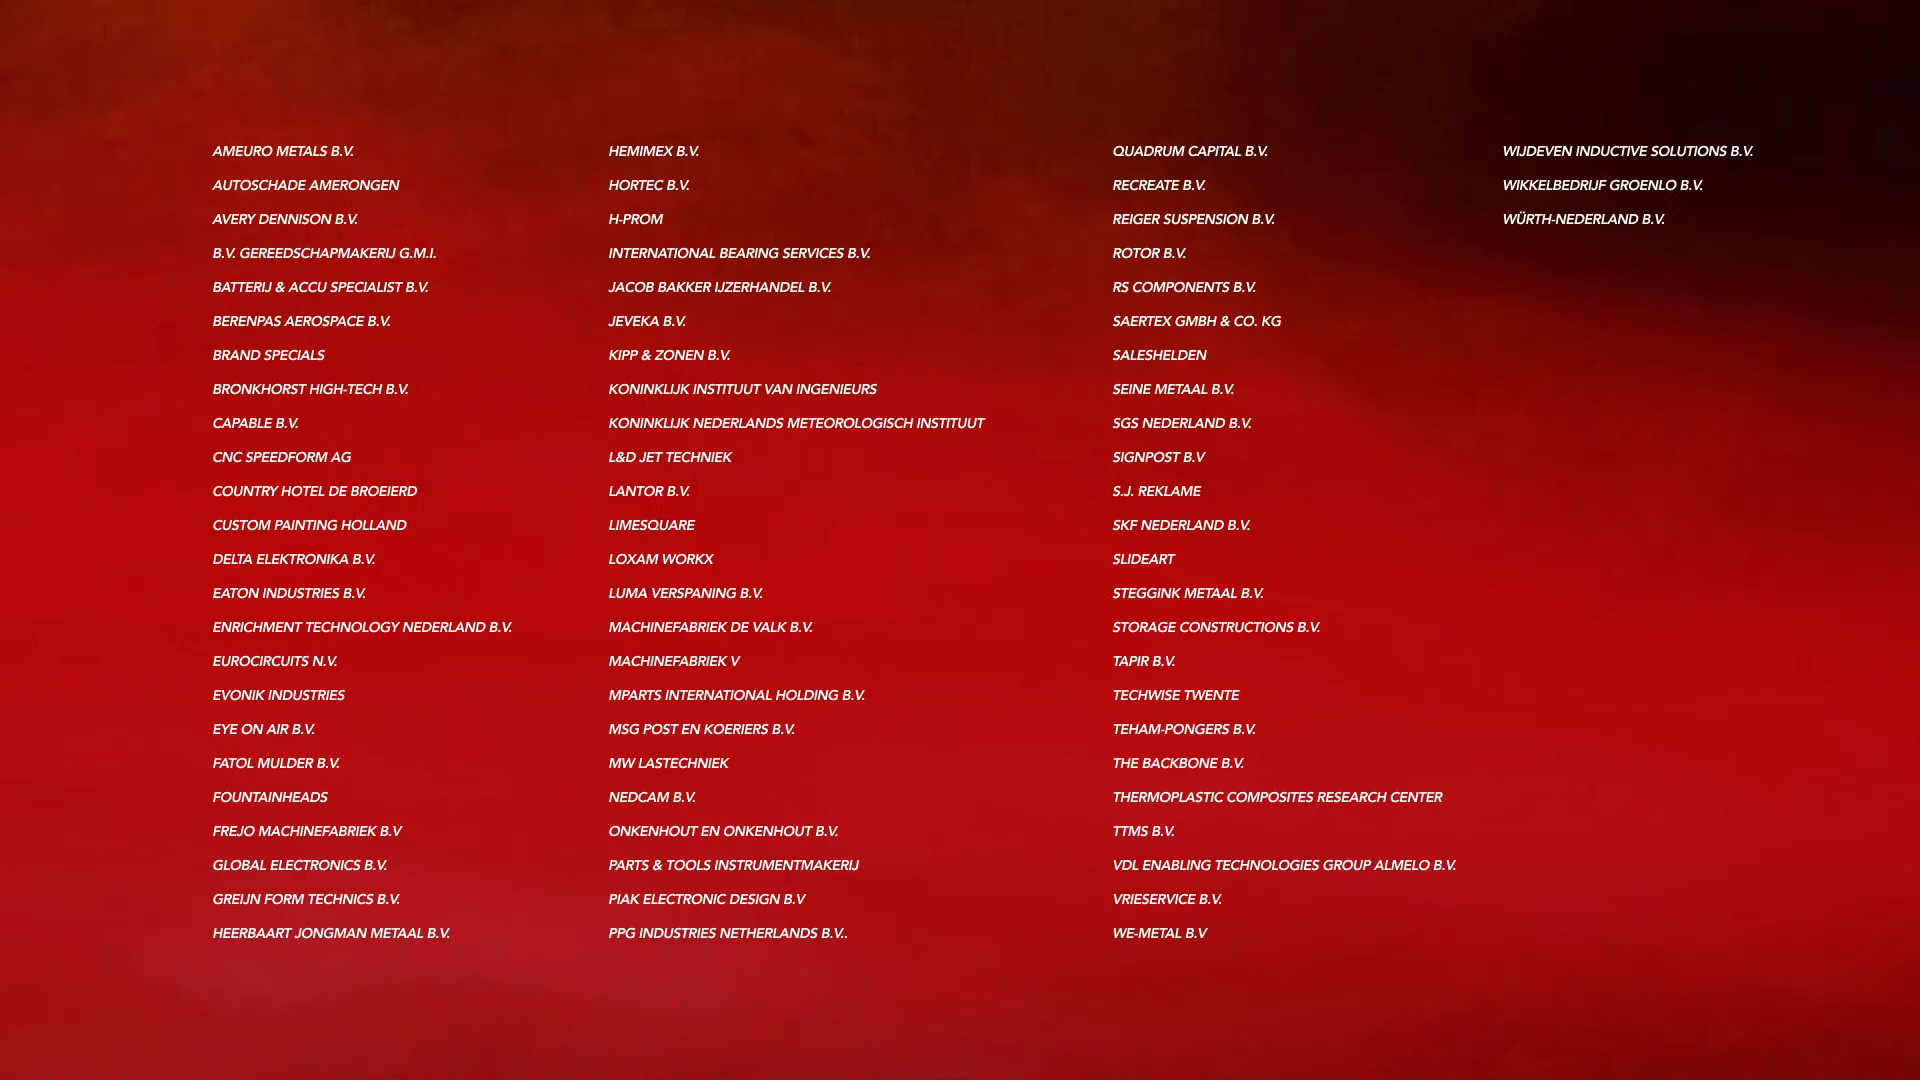 AMEURO METALS B.V.
AUTOSCHADE AMERONGEN
AVERY DENNISON B.V.
B.V. GEREEDSCHAPMAKERIJ G.M.I.
BATTERIJ & ACCU SPECIALIST B.V.
BERENPAS AEROSPACE B.V.
BRAND SPECIALS
BRONKHORST HIGH-TECH B.V.
CAPABLE B.V.
CNC SPEEDFORM AG
COUNTRY HOTEL DE BROEIERD
CUSTOM PAINTING HOLLAND
DELTA ELEKTRONIKA B.V.
EATON INDUSTRIES B.V.
ENRICHMENT TECHNOLOGY NEDERLAND B.V.
EUROCIRCUITS N.V.
EVONIK INDUSTRIES
EYE ON AIR B.V.
FATOL MULDER B.V.
FOUNTAINHEADS
FREJO MACHINEFABRIEK B.V
GLOBAL ELECTRONICS B.V.
GREIJN FORM TECHNICS B.V.
HEERBAART JONGMAN METAAL B.V.
HEMIMEX B.V.
HORTEC B.V.
H-PROM
INTERNATIONAL BEARING SERVICES B.V.
JACOB BAKKER IJZERHANDEL B.V.
JEVEKA B.V.
KIPP & ZONEN B.V.
KONINKLIJK INSTITUUT VAN INGENIEURS
KONINKLIJK NEDERLANDS METEOROLOGISCH INSTITUUT
L&D JET TECHNIEK
LANTOR B.V.
LIMESQUARE
LOXAM WORKX
LUMA VERSPANING B.V.
MACHINEFABRIEK DE VALK B.V.
MACHINEFABRIEK V
MPARTS INTERNATIONAL HOLDING B.V.
MSG POST EN KOERIERS B.V.
MW LASTECHNIEK
NEDCAM B.V.
ONKENHOUT EN ONKENHOUT B.V.
PARTS & TOOLS INSTRUMENTMAKERIJ
PIAK ELECTRONIC DESIGN B.V
PPG INDUSTRIES NETHERLANDS B.V..
QUADRUM CAPITAL B.V.
RECREATE B.V.
REIGER SUSPENSION B.V.
ROTOR B.V.
RS COMPONENTS B.V.
SAERTEX GMBH & CO. KG
SALESHELDEN
SEINE METAAL B.V.
SGS NEDERLAND B.V.
SIGNPOST B.V
S.J. REKLAME
SKF NEDERLAND B.V.
SLIDEART
STEGGINK METAAL B.V.
STORAGE CONSTRUCTIONS B.V.
TAPIR B.V.
TECHWISE TWENTE
TEHAM-PONGERS B.V.
THE BACKBONE B.V.
THERMOPLASTIC COMPOSITES RESEARCH CENTER
TTMS B.V.
VDL ENABLING TECHNOLOGIES GROUP ALMELO B.V.
VRIESERVICE B.V.
WE-METAL B.V
WIJDEVEN INDUCTIVE SOLUTIONS B.V.
WIKKELBEDRIJF GROENLO B.V.
WÜRTH-NEDERLAND B.V.